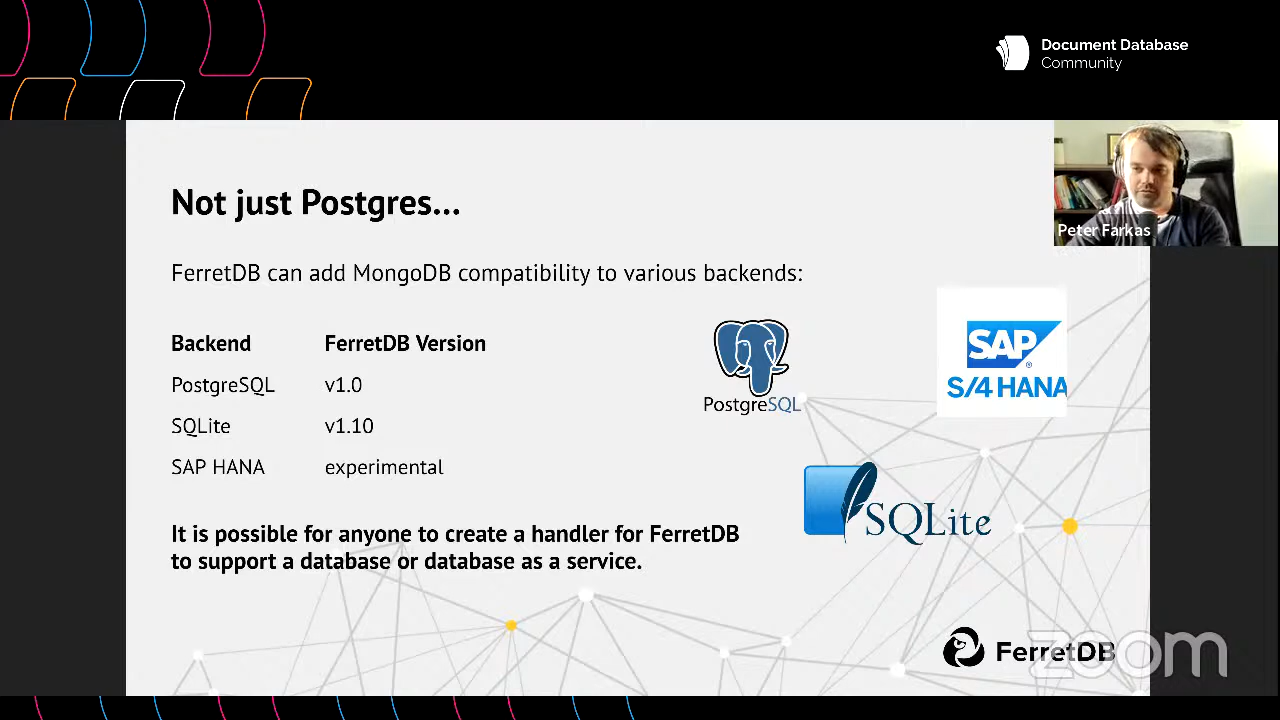 Document Database
Community
Peter Farkas
Not just Postgres...
FerretDB can add MongoDB compatibility to various backends:
Backend FerretDB Version
PostgreSQL v1.0
SQLite v1.10
SAP HANA experimental
It is possible for anyone to create a handler for FerretDB
to support a database or database as a service.
PostgreSQL
SAP
®
S/4 HANA
SQLite
FerretDB
zoom